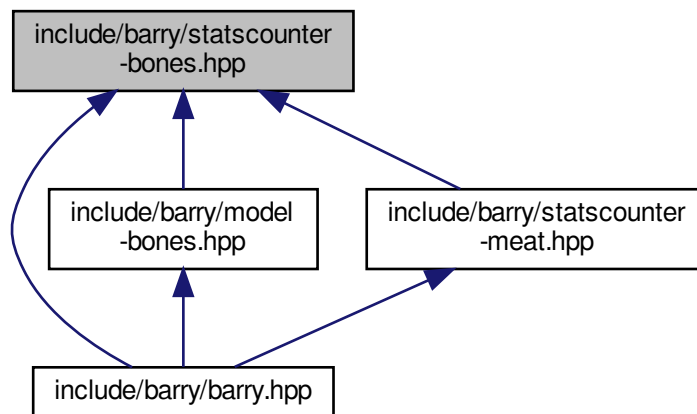 include/barry/statscounter
-bones.hpp
include/barry/model
-bones.hpp
include/barry/statscounter
-meat.hpp
include/barry/barry.hpp